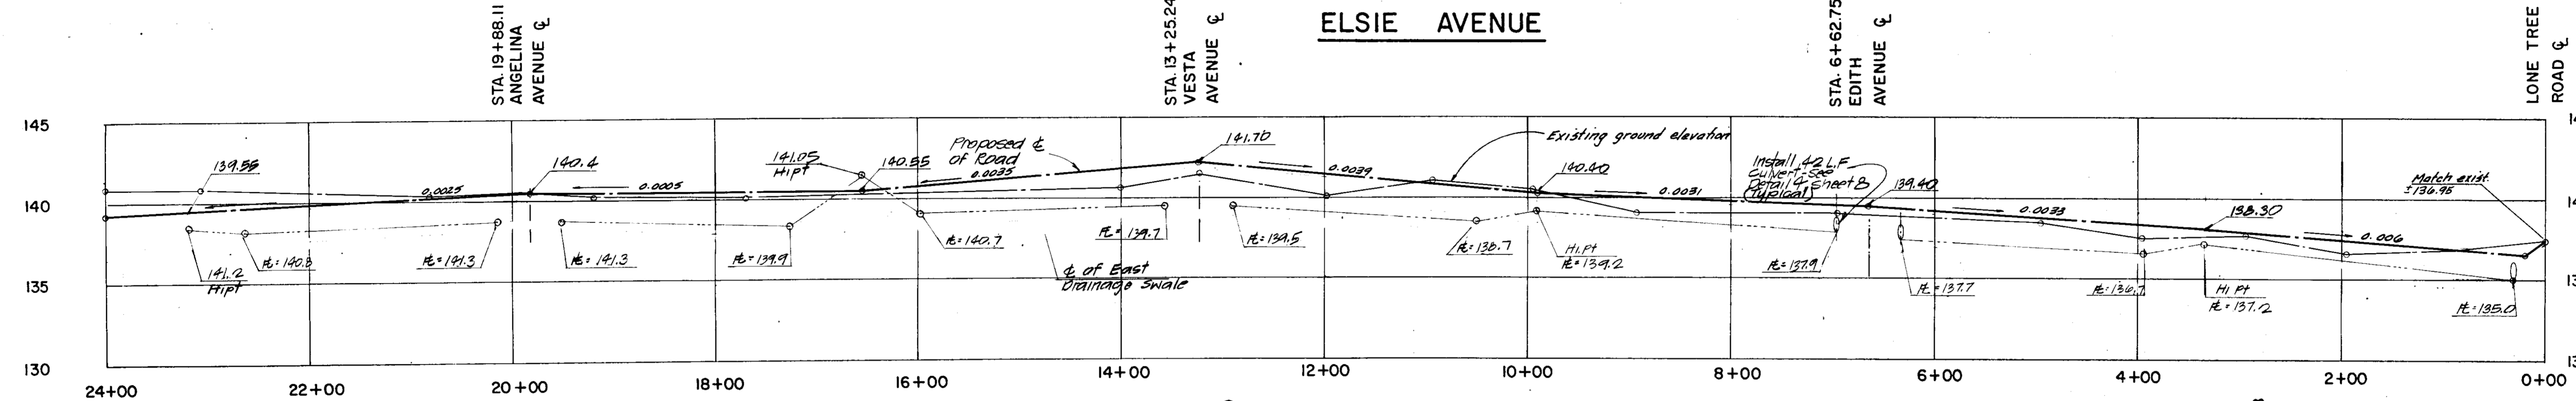 ELSIE AVENUE
STA. 19+88.11
ANGELINA
AVENUE ℄
STA. 13+25.24
VESTA
AVENUE ℄
STA. 6+62.75
EDITH
AVENUE ℄
LONE TREE
ROAD ℄
145
140
135
130
139.55
0.0025
140.4
0.0005
141.05
Hi pt
140.55
Proposed ℄
of Road
0.0035
141.70
0.0039
Existing ground elevation
140.40
0.0031
Install 42 L.F.
Culvert-See
Detail 4 sheet 8
(Typical)
139.40
0.0033
138.30
0.006
Match exist.
±136.95
141.2
Hi pt
℄=140.8
℄=141.3
℄=141.3
℄=139.9
℄=140.7
℄ of East
Drainage Swale
℄=139.7
℄=139.5
℄=138.7
Hi. pt
℄=139.2
℄=137.9
℄=137.7
℄=136.7
Hi Pt
℄=137.2
℄=135.0
24+00
22+00
20+00
18+00
16+00
14+00
12+00
10+00
8+00
6+00
4+00
2+00
0+00